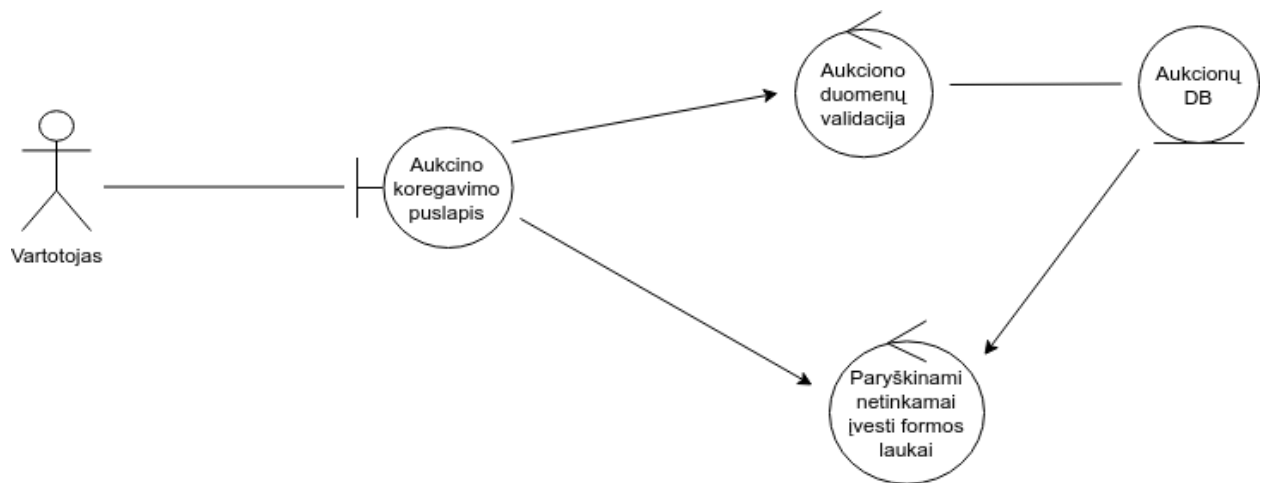 Vartotojas
Aukcino
koregavimo
puslapis
Aukciono
duomenų
validacija
Aukcionų
DB
Paryškinami
netinkamai
įvesti formos
laukai